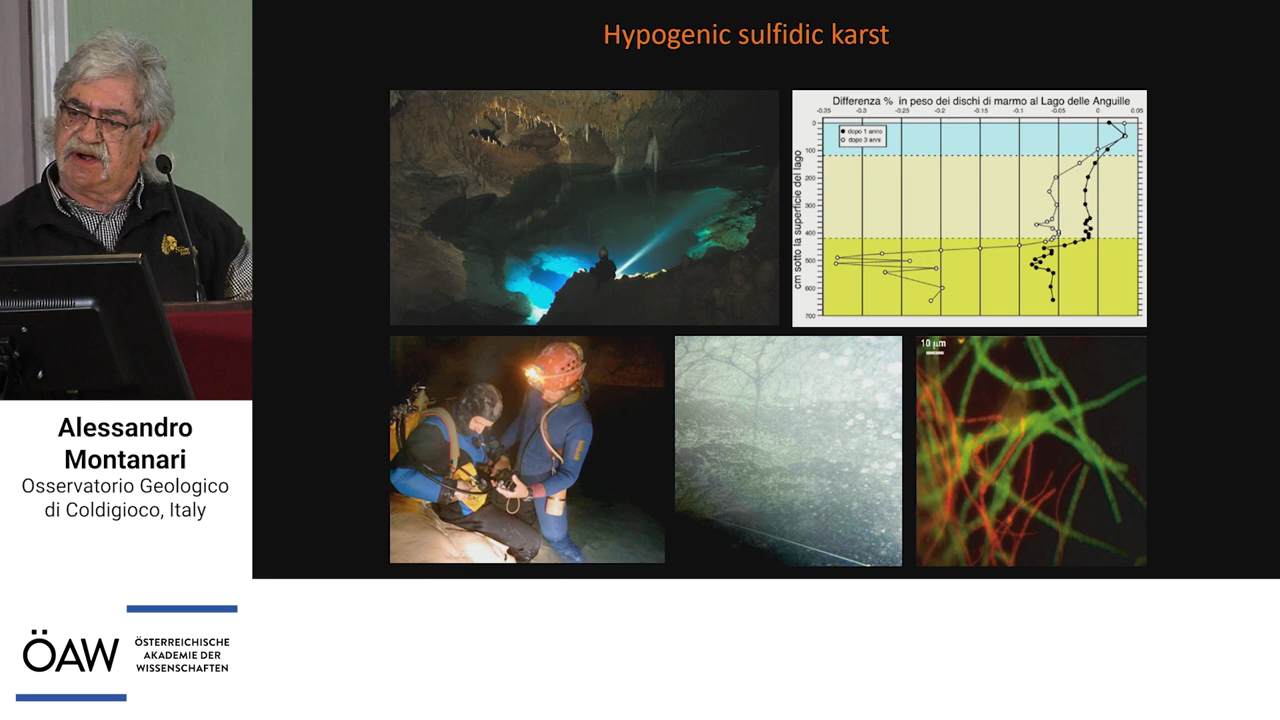 Hypogenic sulfidic karst
Differenza % in peso dei dischi di marmo al Lago delle Anguille
-0.35 -0.3 -0.25 -0.2 -0.15 -0.1 -0.05 0 0.05
dopo 1 anno
dopo 3 anni
cm sotto la superficie del lago
0
100
200
300
400
500
600
700
10 µm
Alessandro
Montanari
Osservatorio Geologico
di Coldigioco, Italy
ÖAW
ÖSTERREICHISCHE
AKADEMIE DER
WISSENSCHAFTEN